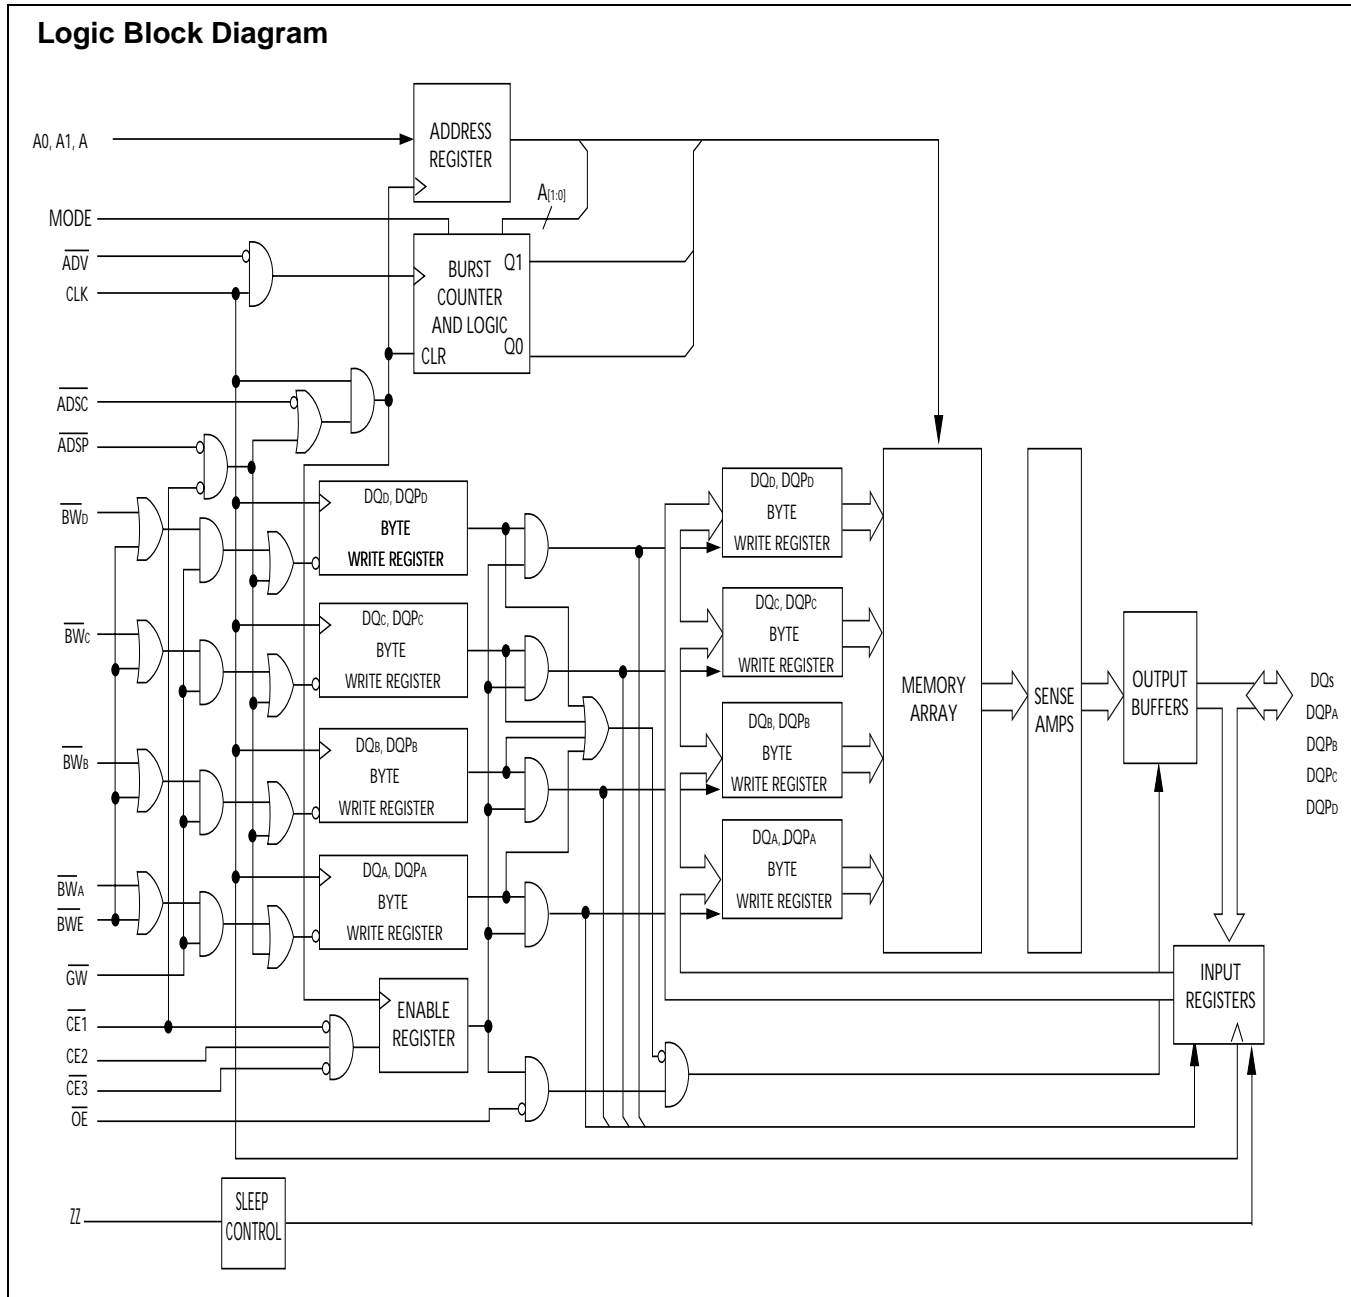 Logic Block Diagram
A0, A1, A
ADDRESS
REGISTER
A[1:0]
MODE
ADV
CLK
BURST
COUNTER
AND LOGIC
Q1
Q0
CLR
ADSC
ADSP
BWD
DQD, DQPD
BYTE
WRITE REGISTER
DQD, DQPD
BYTE
WRITE REGISTER
BWC
DQC, DQPC
BYTE
WRITE REGISTER
DQC, DQPC
BYTE
WRITE REGISTER
BWB
DQB, DQPB
BYTE
WRITE REGISTER
DQB, DQPB
BYTE
WRITE REGISTER
BWA
BWE
DQA, DQPA
BYTE
WRITE REGISTER
DQA, DQPA
BYTE
WRITE REGISTER
MEMORY
ARRAY
SENSE
AMPS
OUTPUT
BUFFERS
DQs
DQPA
DQPB
DQPC
DQPD
GW
CE1
CE2
CE3
OE
ENABLE
REGISTER
INPUT
REGISTERS
ZZ
SLEEP
CONTROL